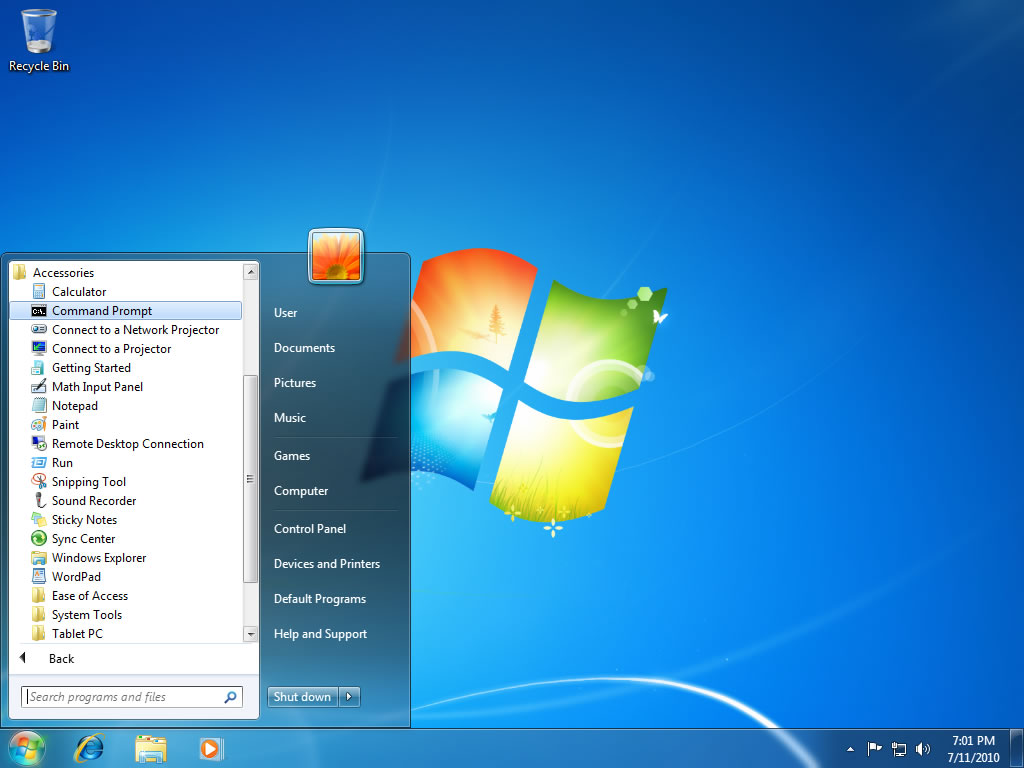 Recycle Bin
Accessories
Calculator
C:\.
Command Prompt
Connect to a Network Projector
Connect to a Projector
Getting Started
Math Input Panel
Notepad
Paint
Remote Desktop Connection
Run
Snipping Tool
Sound Recorder
Sticky Notes
Sync Center
Windows Explorer
WordPad
Ease of Access
System Tools
Tablet PC
Back
Search programs and files
User
Documents
Pictures
Music
Games
Computer
Control Panel
Devices and Printers
Default Programs
Help and Support
Shut down
7:01 PM
7/11/2010